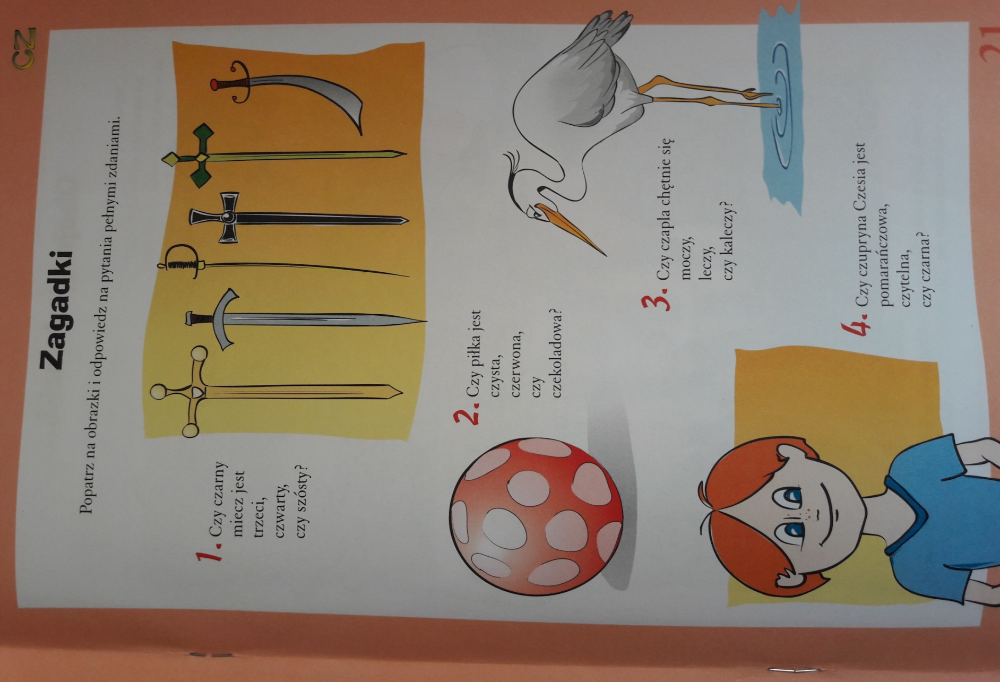 CZ
Zagadki
Popatrz na obrazki i odpowiedz na pytania pełnymi zdaniami.
1. Czy czarny
miecz jest
trzeci,
czwarty,
czy szósty?
2. Czy piłka jest
czysta,
czerwona,
czy
czekoladowa?
3. Czy czapla chętnie się
moczy,
leczy,
czy kaleczy?
4. Czy czupryna Czesia jest
pomarańczowa,
czytelna,
czy czarna?
21